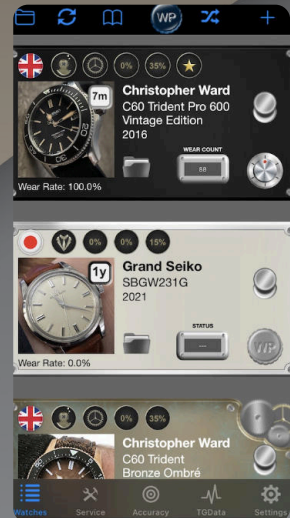 WP
0%
35%
7m
Christopher Ward
C60 Trident Pro 600
Vintage Edition
2016
WEAR COUNT
Wear Rate: 100.0%
0%
0%
15%
1y
Grand Seiko
SBGW231G
2021
STATUS
---
WP
Wear Rate: 0.0%
0%
35%
Christopher Ward
C60 Trident
Bronze Ombré
Watches
Service
Accuracy
TGData
Settings